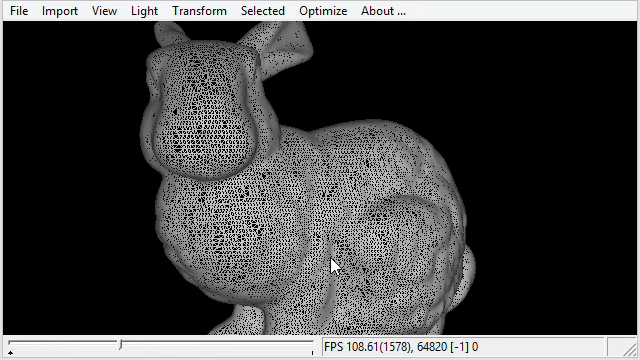 File Import View Light Transform Selected Optimize About ...
FPS 108.61(1578), 64820 [-1] 0